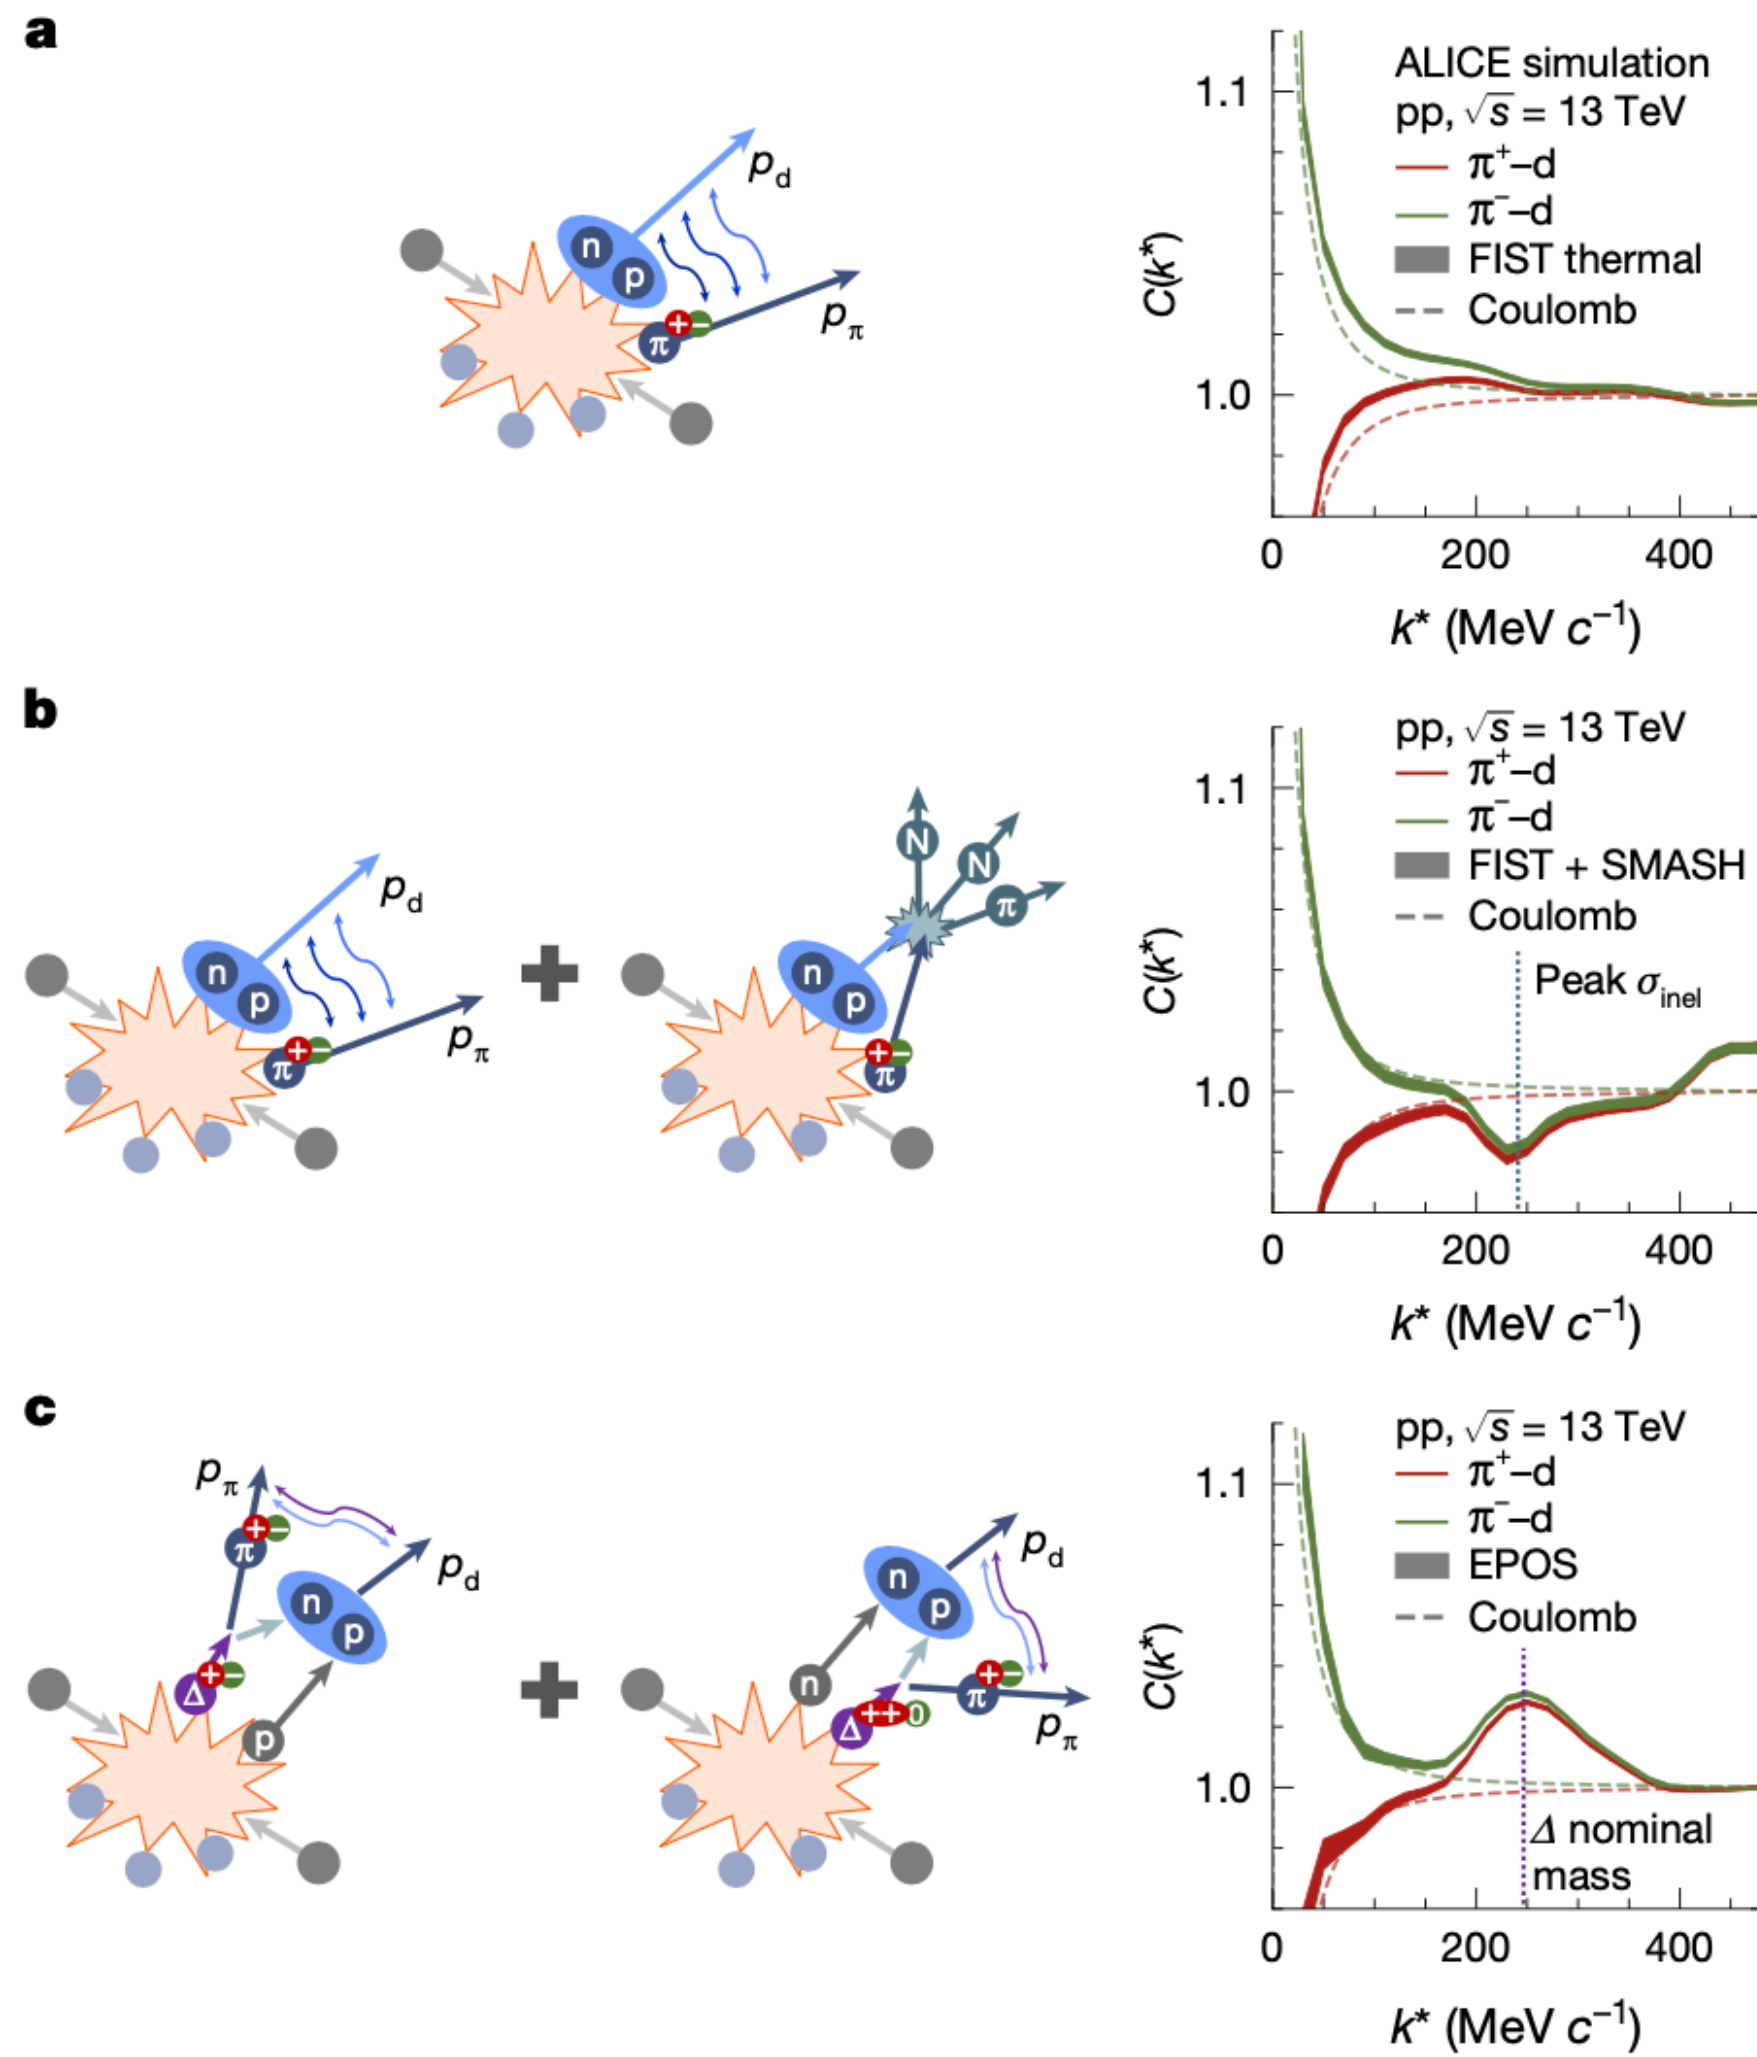 a
n
p
p_d
π
+
−
p_π
1.1
1.0
C(k*)
ALICE simulation
pp, √s = 13 TeV
π⁺–d
π⁻–d
FIST thermal
Coulomb
0
200
400
k* (MeV c⁻¹)
b
n
p
p_d
π
+
−
p_π
n
p
π
+
−
N
N
π
1.1
1.0
C(k*)
pp, √s = 13 TeV
π⁺–d
π⁻–d
FIST + SMASH
Coulomb
Peak σ_inel
0
200
400
k* (MeV c⁻¹)
c
p_π
+
−
π
p_d
n
p
Δ
+
−
p
p_d
n
p
n
+
−
π
Δ
++
0
p_π
1.1
1.0
C(k*)
pp, √s = 13 TeV
π⁺–d
π⁻–d
EPOS
Coulomb
Δ nominal
mass
0
200
400
k* (MeV c⁻¹)